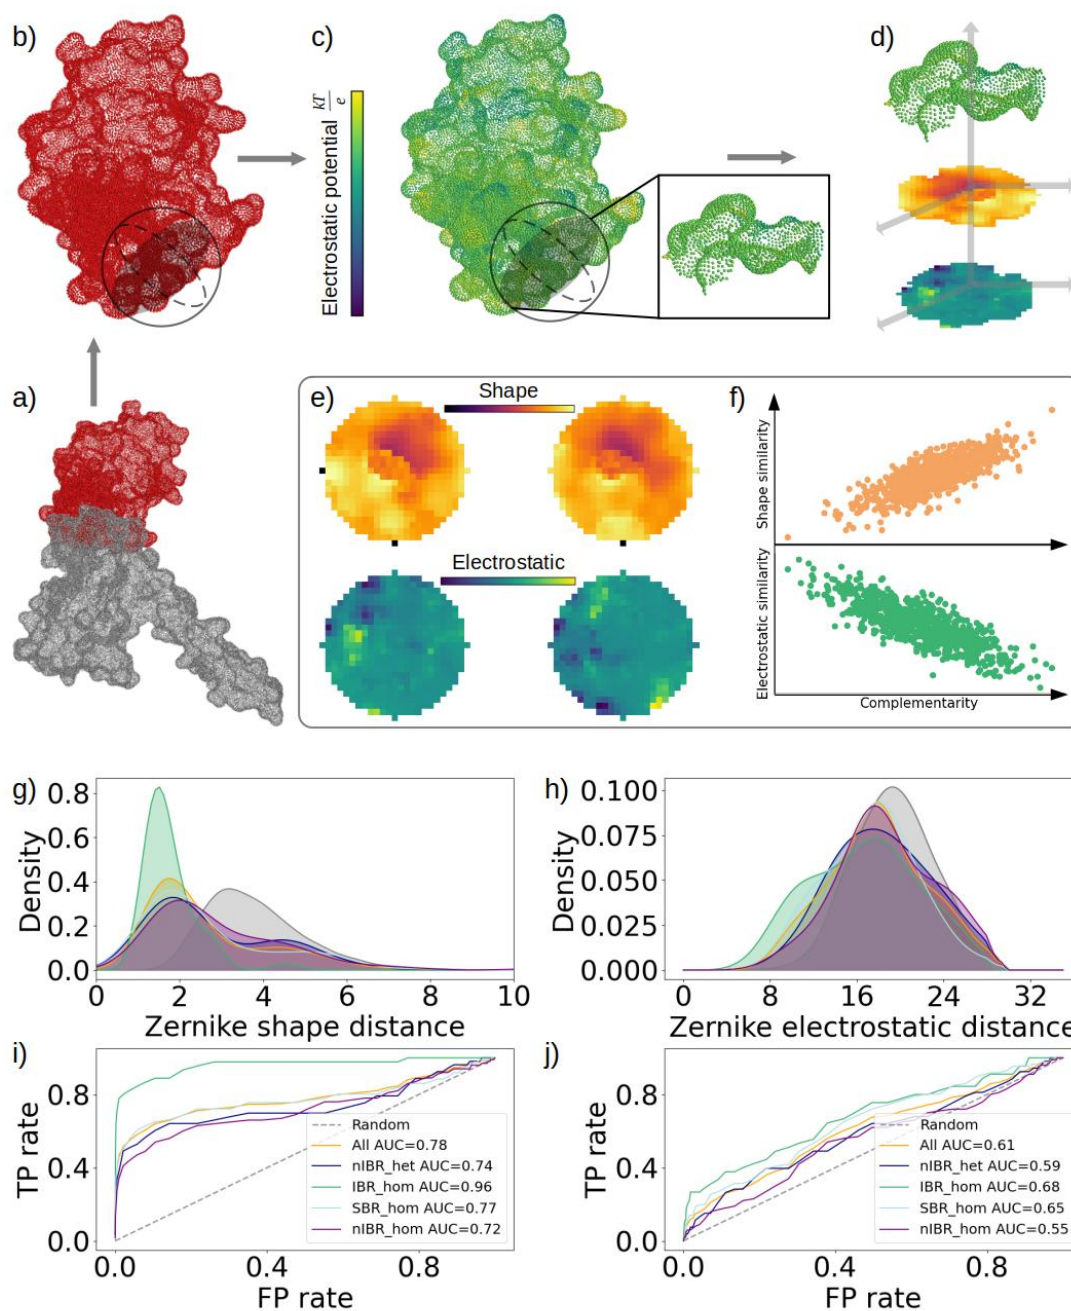 b)
c)
d)
Electrostatic potential kT/e
a)
e)
Shape
Electrostatic
f)
Shape similarity
Electrostatic similarity
Complementarity
g)
0.8
0.6
0.4
0.2
0.0
Density
0 2 4 6 8 10
Zernike shape distance
h)
0.100
0.075
0.050
0.025
0.000
Density
0 8 16 24 32
Zernike electrostatic distance
i)
0.8
0.4
0.0
TP rate
Random
All AUC=0.78
nIBR_het AUC=0.74
IBR_hom AUC=0.96
SBR_hom AUC=0.77
nIBR_hom AUC=0.72
0.0 0.4 0.8
FP rate
j)
0.8
0.4
0.0
TP rate
Random
All AUC=0.61
nIBR_het AUC=0.59
IBR_hom AUC=0.68
SBR_hom AUC=0.65
nIBR_hom AUC=0.55
0.0 0.4 0.8
FP rate